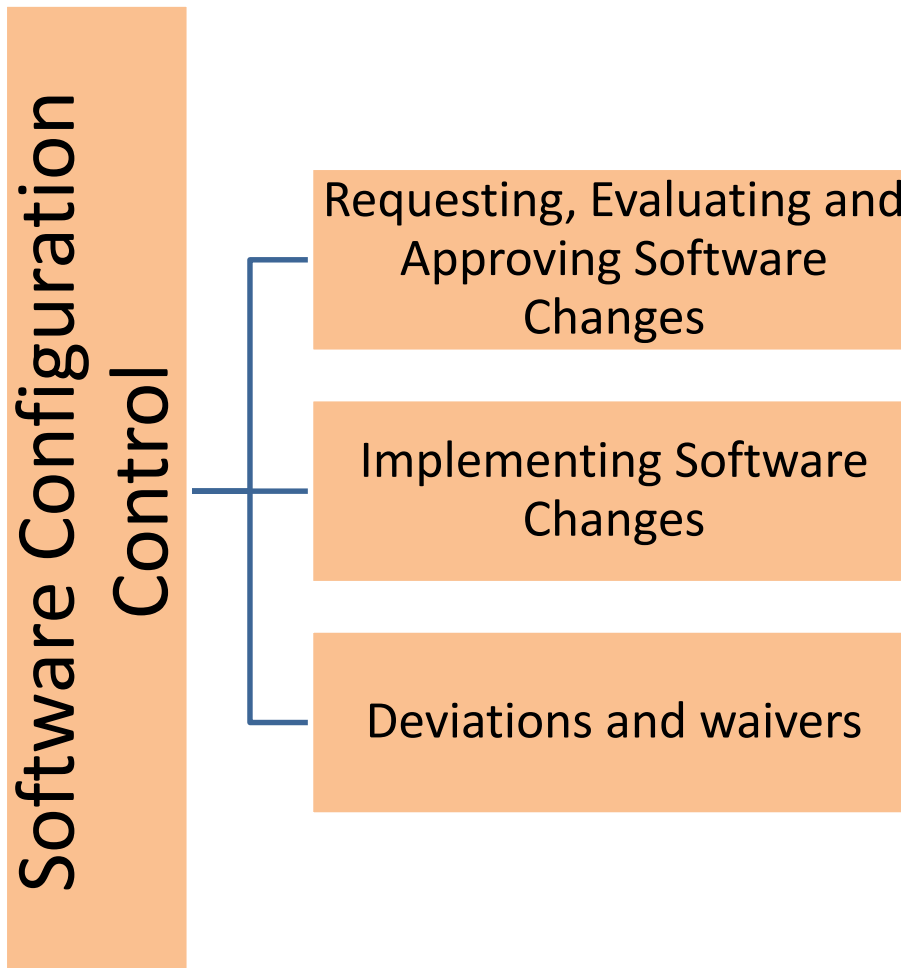 Software Configuration
Control
Requesting, Evaluating and
Approving Software
Changes
Implementing Software
Changes
Deviations and waivers